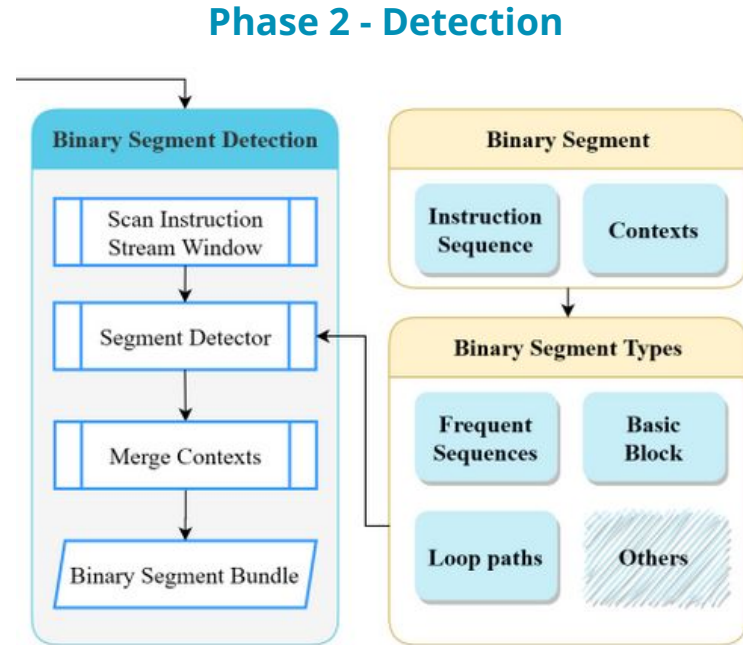 Phase 2 - Detection
Binary Segment Detection
Scan Instruction
Stream Window
Segment Detector
Merge Contexts
Binary Segment Bundle
Binary Segment
Instruction
Sequence
Contexts
Binary Segment Types
Frequent
Sequences
Basic
Block
Loop paths
Others